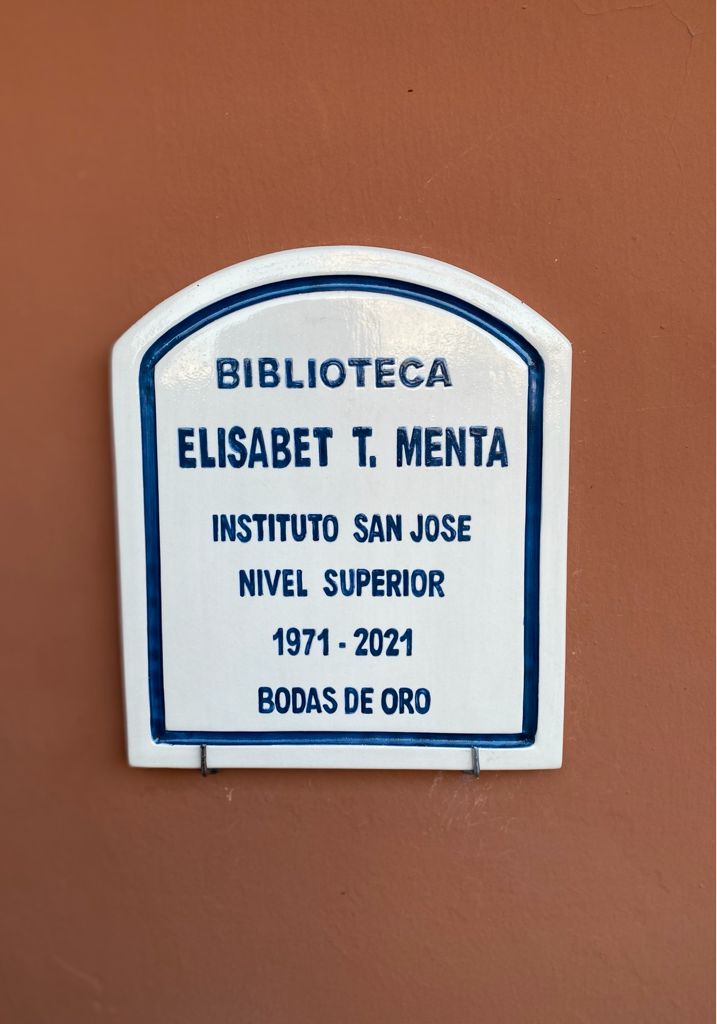 BIBLIOTECA
ELISABET T. MENTA
INSTITUTO SAN JOSE
NIVEL SUPERIOR
1971 - 2021
BODAS DE ORO